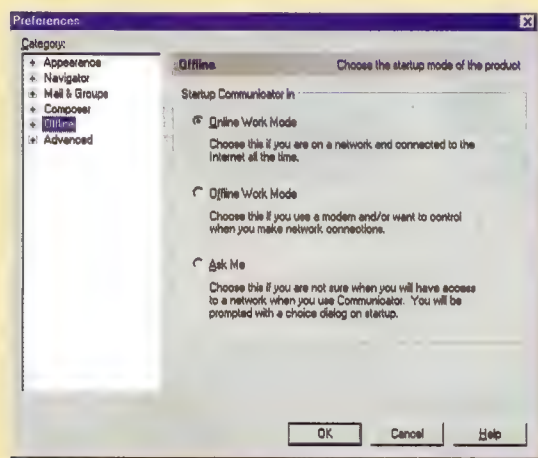 Preferences
Category:
Appearance
Navigator
Mail & Groups
Composer
Offline
Advanced
Offline
Choose the startup mode of the product
Startup Communicator in
Online Work Mode
Choose this if you are on a network and connected to the
Internet all the time.
Offline Work Mode
Choose this if you use a modem and/or want to control
when you make network connections.
Ask Me
Choose this if you are not sure when you will have access
to a network when you use Communicator. You will be
prompted with a choice dialog on startup.
OK
Cancel
Help